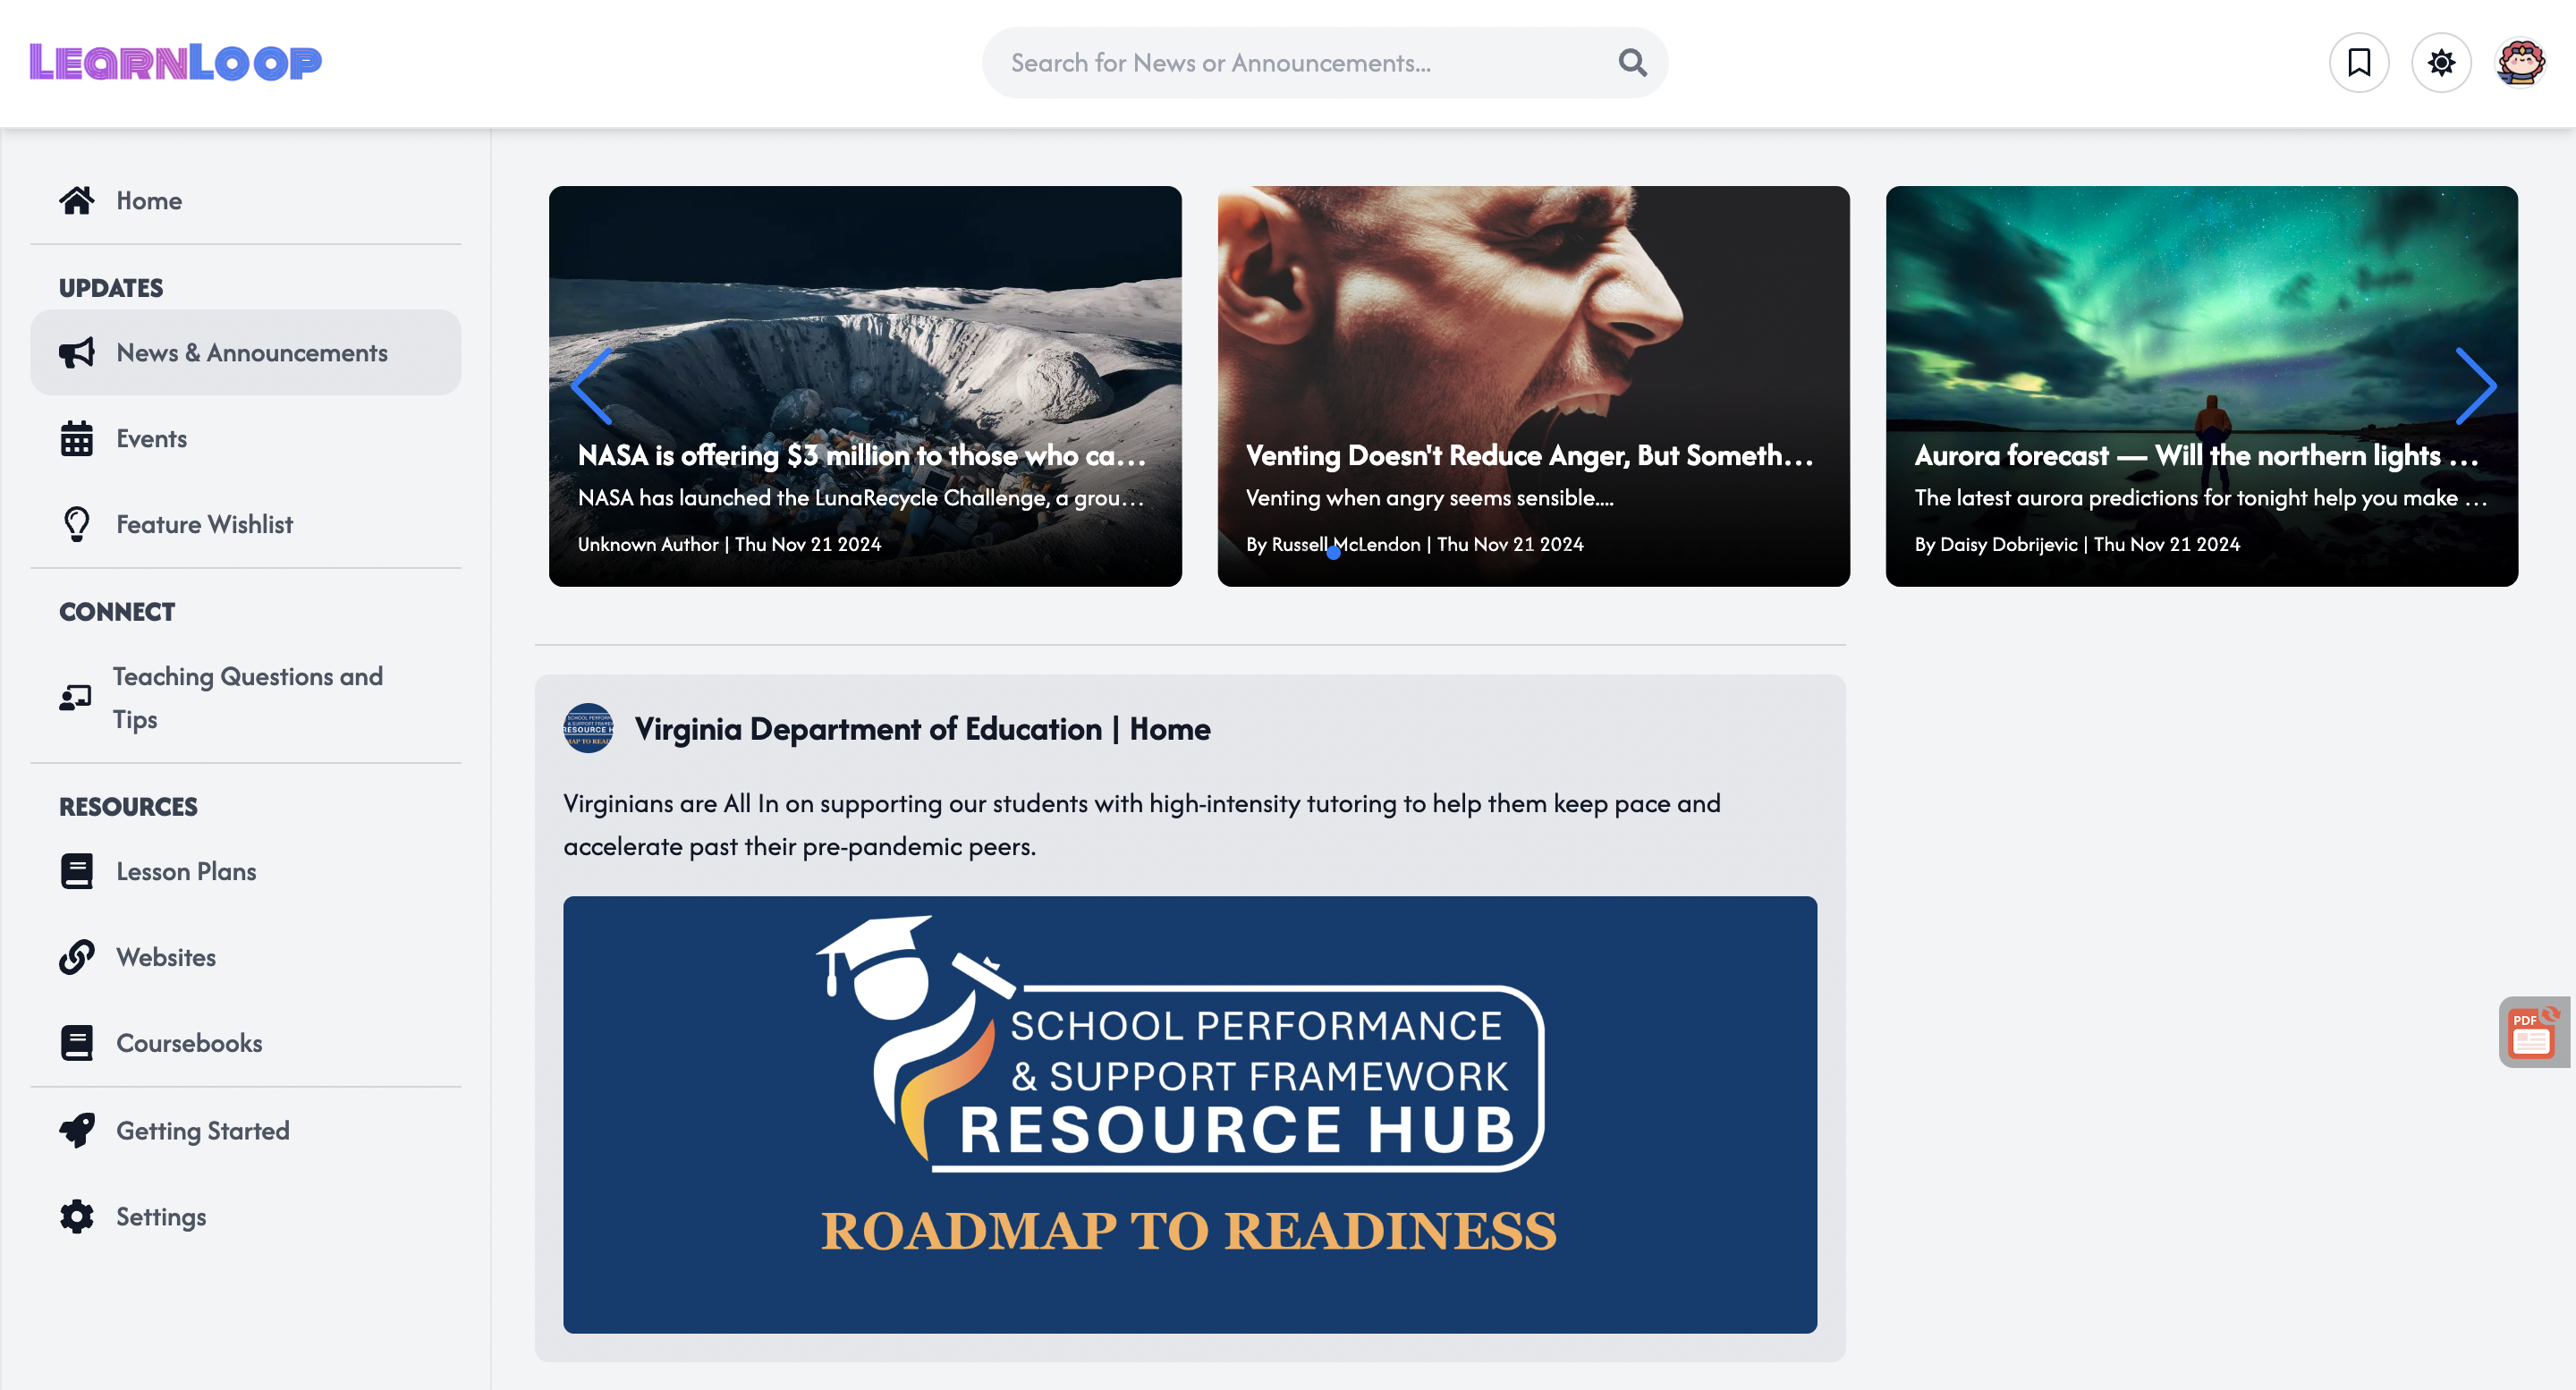 LEARNLOOP
Search for News or Announcements...
Home
UPDATES
News & Announcements
Events
Feature Wishlist
CONNECT
Teaching Questions and
Tips
RESOURCES
Lesson Plans
Websites
Coursebooks
Getting Started
Settings
NASA is offering $3 million to those who ca...
NASA has launched the LunaRecycle Challenge, a grou...
Unknown Author | Thu Nov 21 2024
Venting Doesn't Reduce Anger, But Someth...
Venting when angry seems sensible....
By Russell McLendon | Thu Nov 21 2024
Aurora forecast — Will the northern lights ...
The latest aurora predictions for tonight help you make ...
By Daisy Dobrijevic | Thu Nov 21 2024
Virginia Department of Education | Home
Virginians are All In on supporting our students with high-intensity tutoring to help them keep pace and
accelerate past their pre-pandemic peers.
SCHOOL PERFORMANCE
& SUPPORT FRAMEWORK
RESOURCE HUB
ROADMAP TO READINESS
PDF